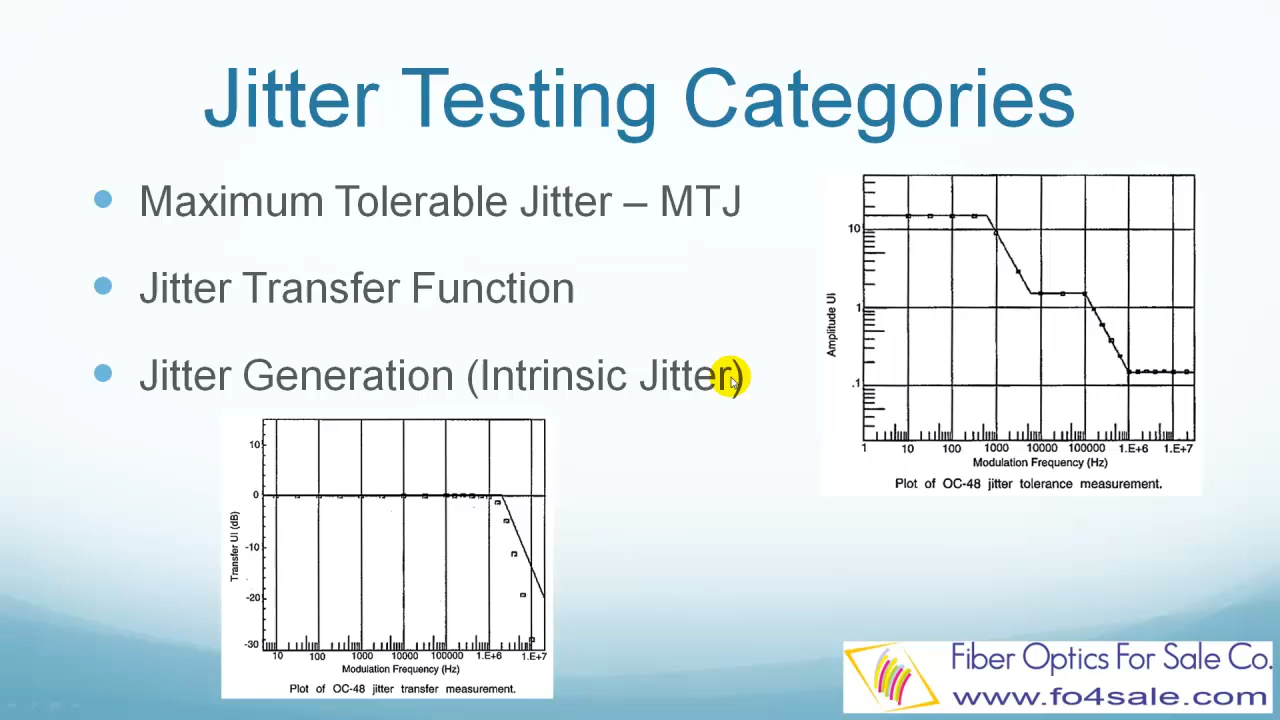 Jitter Testing Categories
Maximum Tolerable Jitter – MTJ
Jitter Transfer Function
Jitter Generation (Intrinsic Jitter)
Amplitude UI
10
1
.1
1 10 100 1000 10000 100000 1.E+6 1.E+7
Modulation Frequency (Hz)
Plot of OC-48 jitter tolerance measurement.
Transfer UI (dB)
10
0
-10
-20
-30
10 100 1000 10000 100000 1.E+6 1.E+7
Modulation Frequency (Hz)
Plot of OC-48 jitter transfer measurement.
Fiber Optics For Sale Co.
www.fo4sale.com